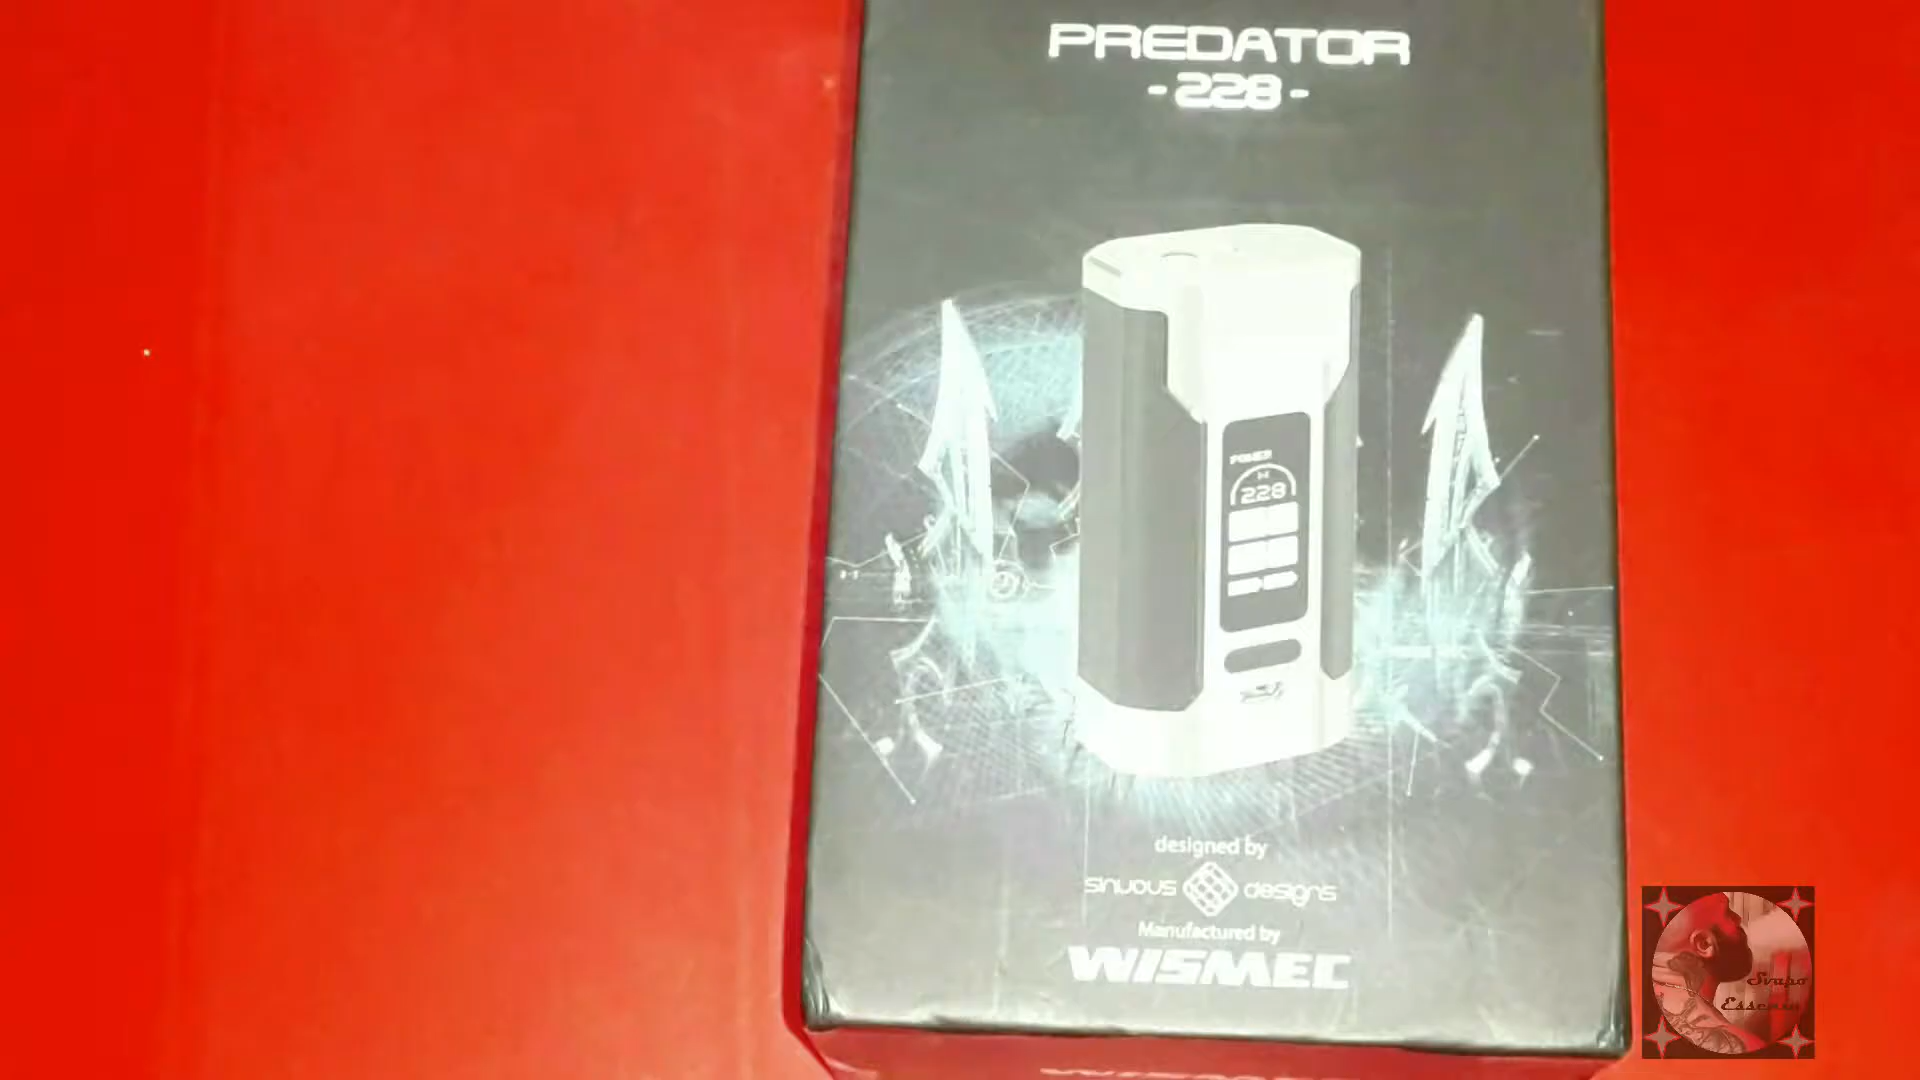 PREDATOR
-228-
POWER
228
designed by
sinuous designs
Manufactured by
WISMEC
Svapo